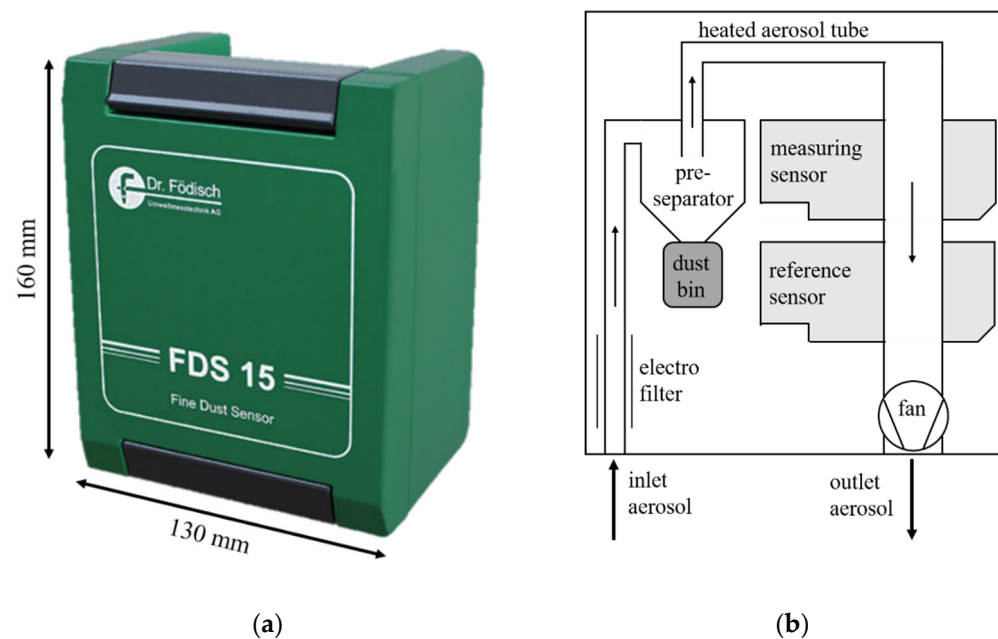 160 mm
Dr. Födisch
Umweltmesstechnik AG
FDS 15
Fine Dust Sensor
130 mm
(a)
heated aerosol tube
measuring
sensor
pre-
separator
dust
bin
reference
sensor
electro
filter
fan
inlet
aerosol
outlet
aerosol
(b)